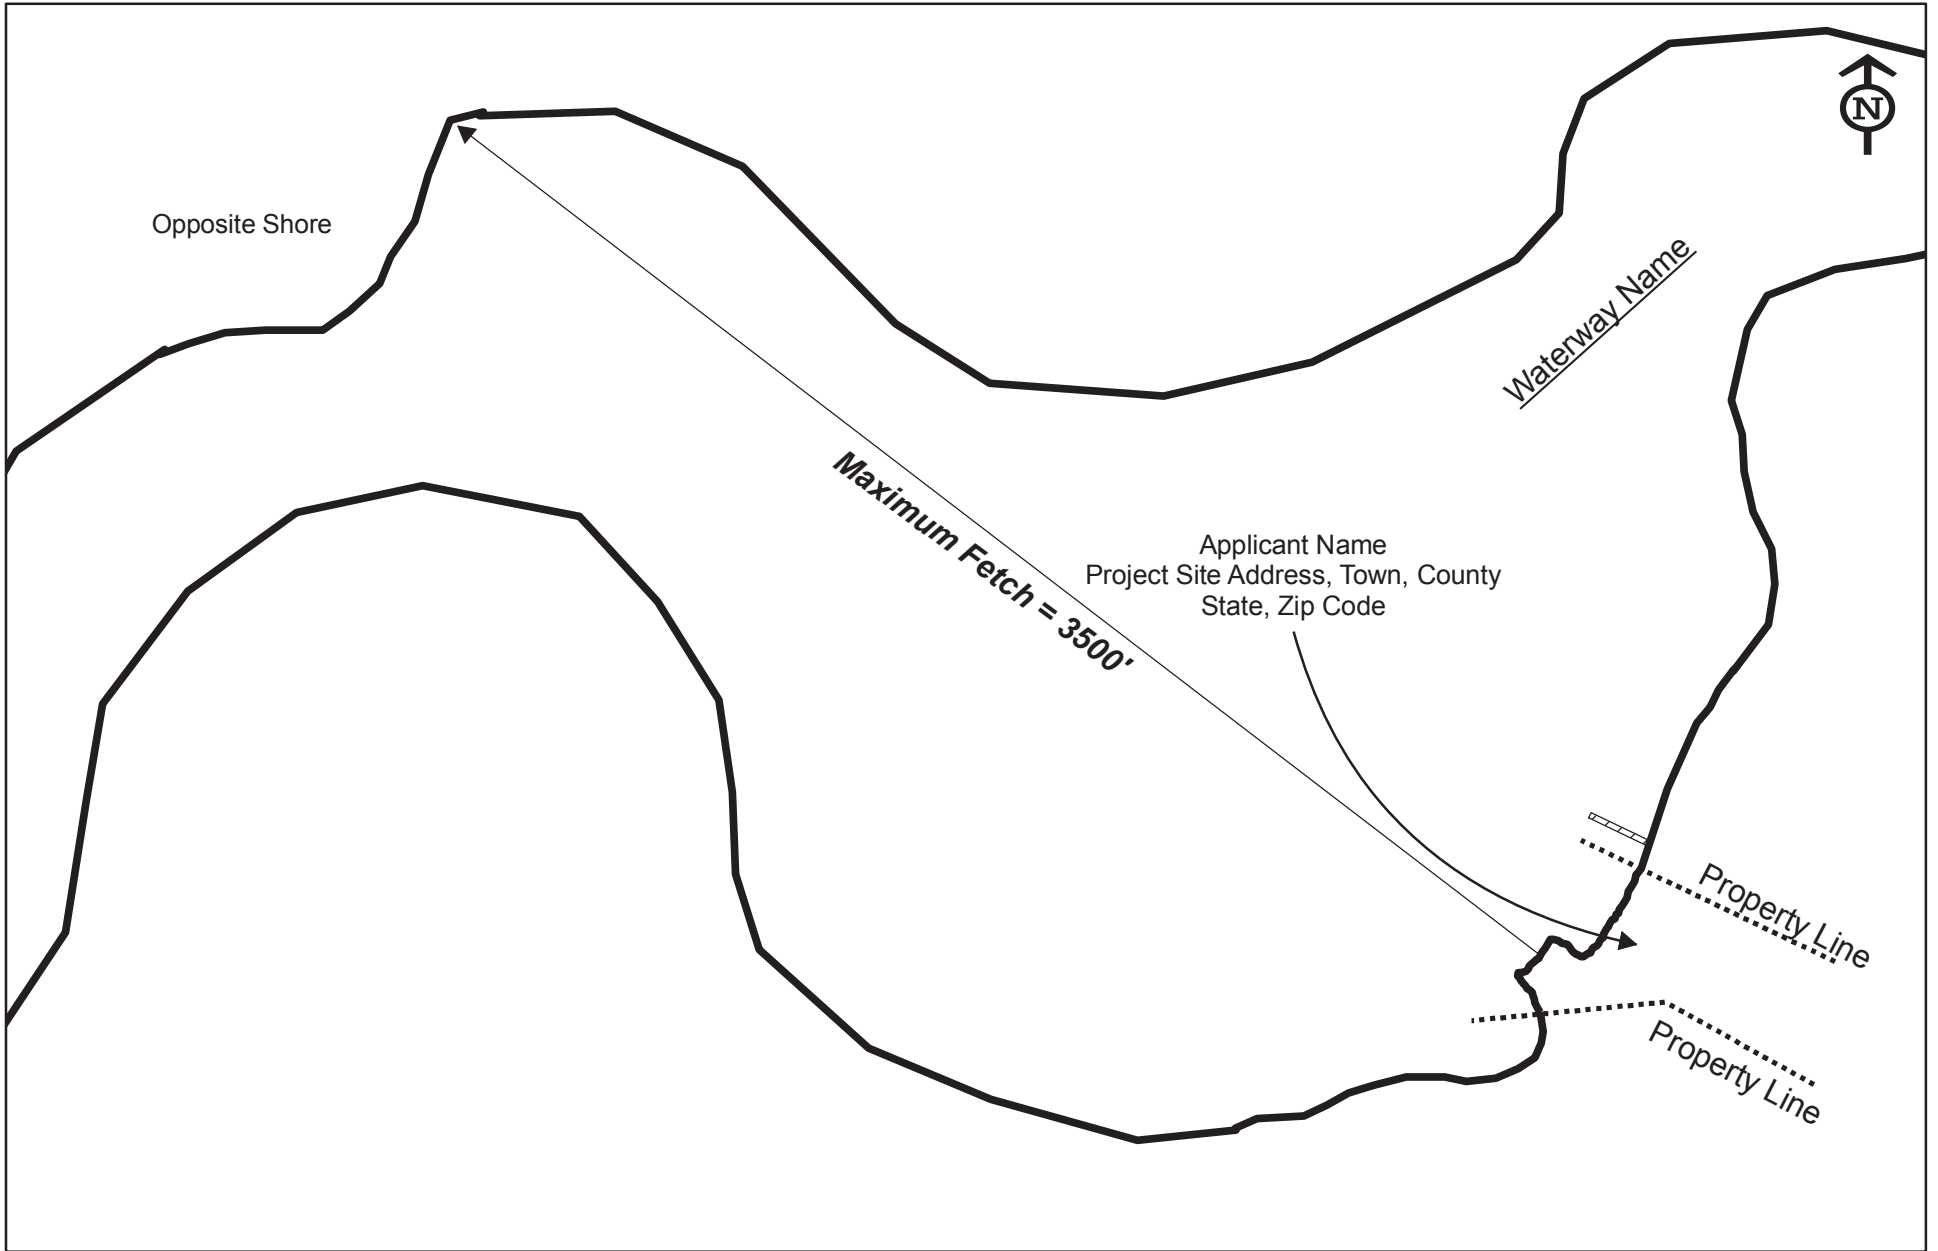 N
Opposite Shore
Waterway Name
Maximum Fetch = 3500'
Applicant Name
Project Site Address, Town, County
State, Zip Code
Property Line
Property Line